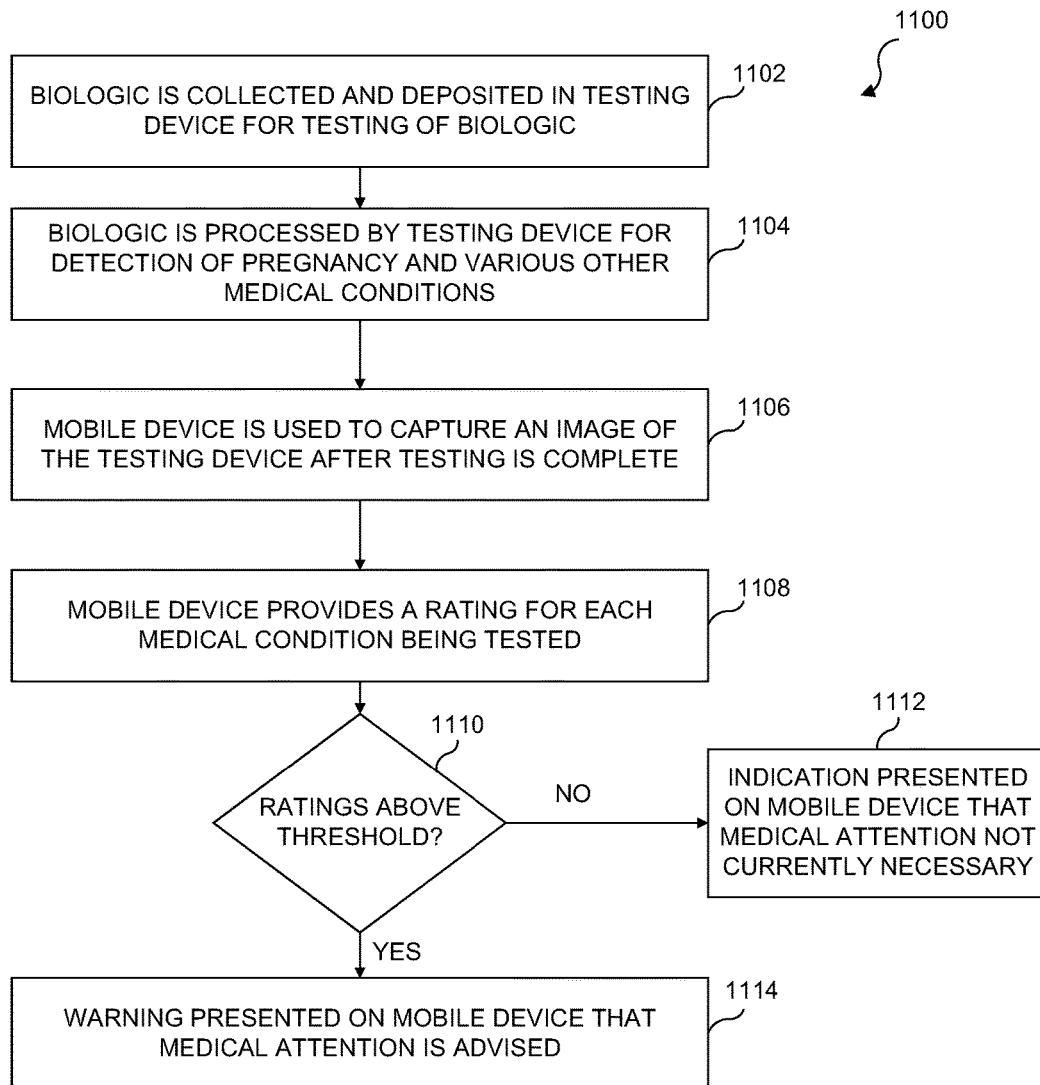 1100
BIOLOGIC IS COLLECTED AND DEPOSITED IN TESTING
DEVICE FOR TESTING OF BIOLOGIC
1102
BIOLOGIC IS PROCESSED BY TESTING DEVICE FOR
DETECTION OF PREGNANCY AND VARIOUS OTHER
MEDICAL CONDITIONS
1104
MOBILE DEVICE IS USED TO CAPTURE AN IMAGE OF
THE TESTING DEVICE AFTER TESTING IS COMPLETE
1106
MOBILE DEVICE PROVIDES A RATING FOR EACH
MEDICAL CONDITION BEING TESTED
1108
RATINGS ABOVE
THRESHOLD?
1110
NO
1112
INDICATION PRESENTED
ON MOBILE DEVICE THAT
MEDICAL ATTENTION NOT
CURRENTLY NECESSARY
YES
WARNING PRESENTED ON MOBILE DEVICE THAT
MEDICAL ATTENTION IS ADVISED
1114